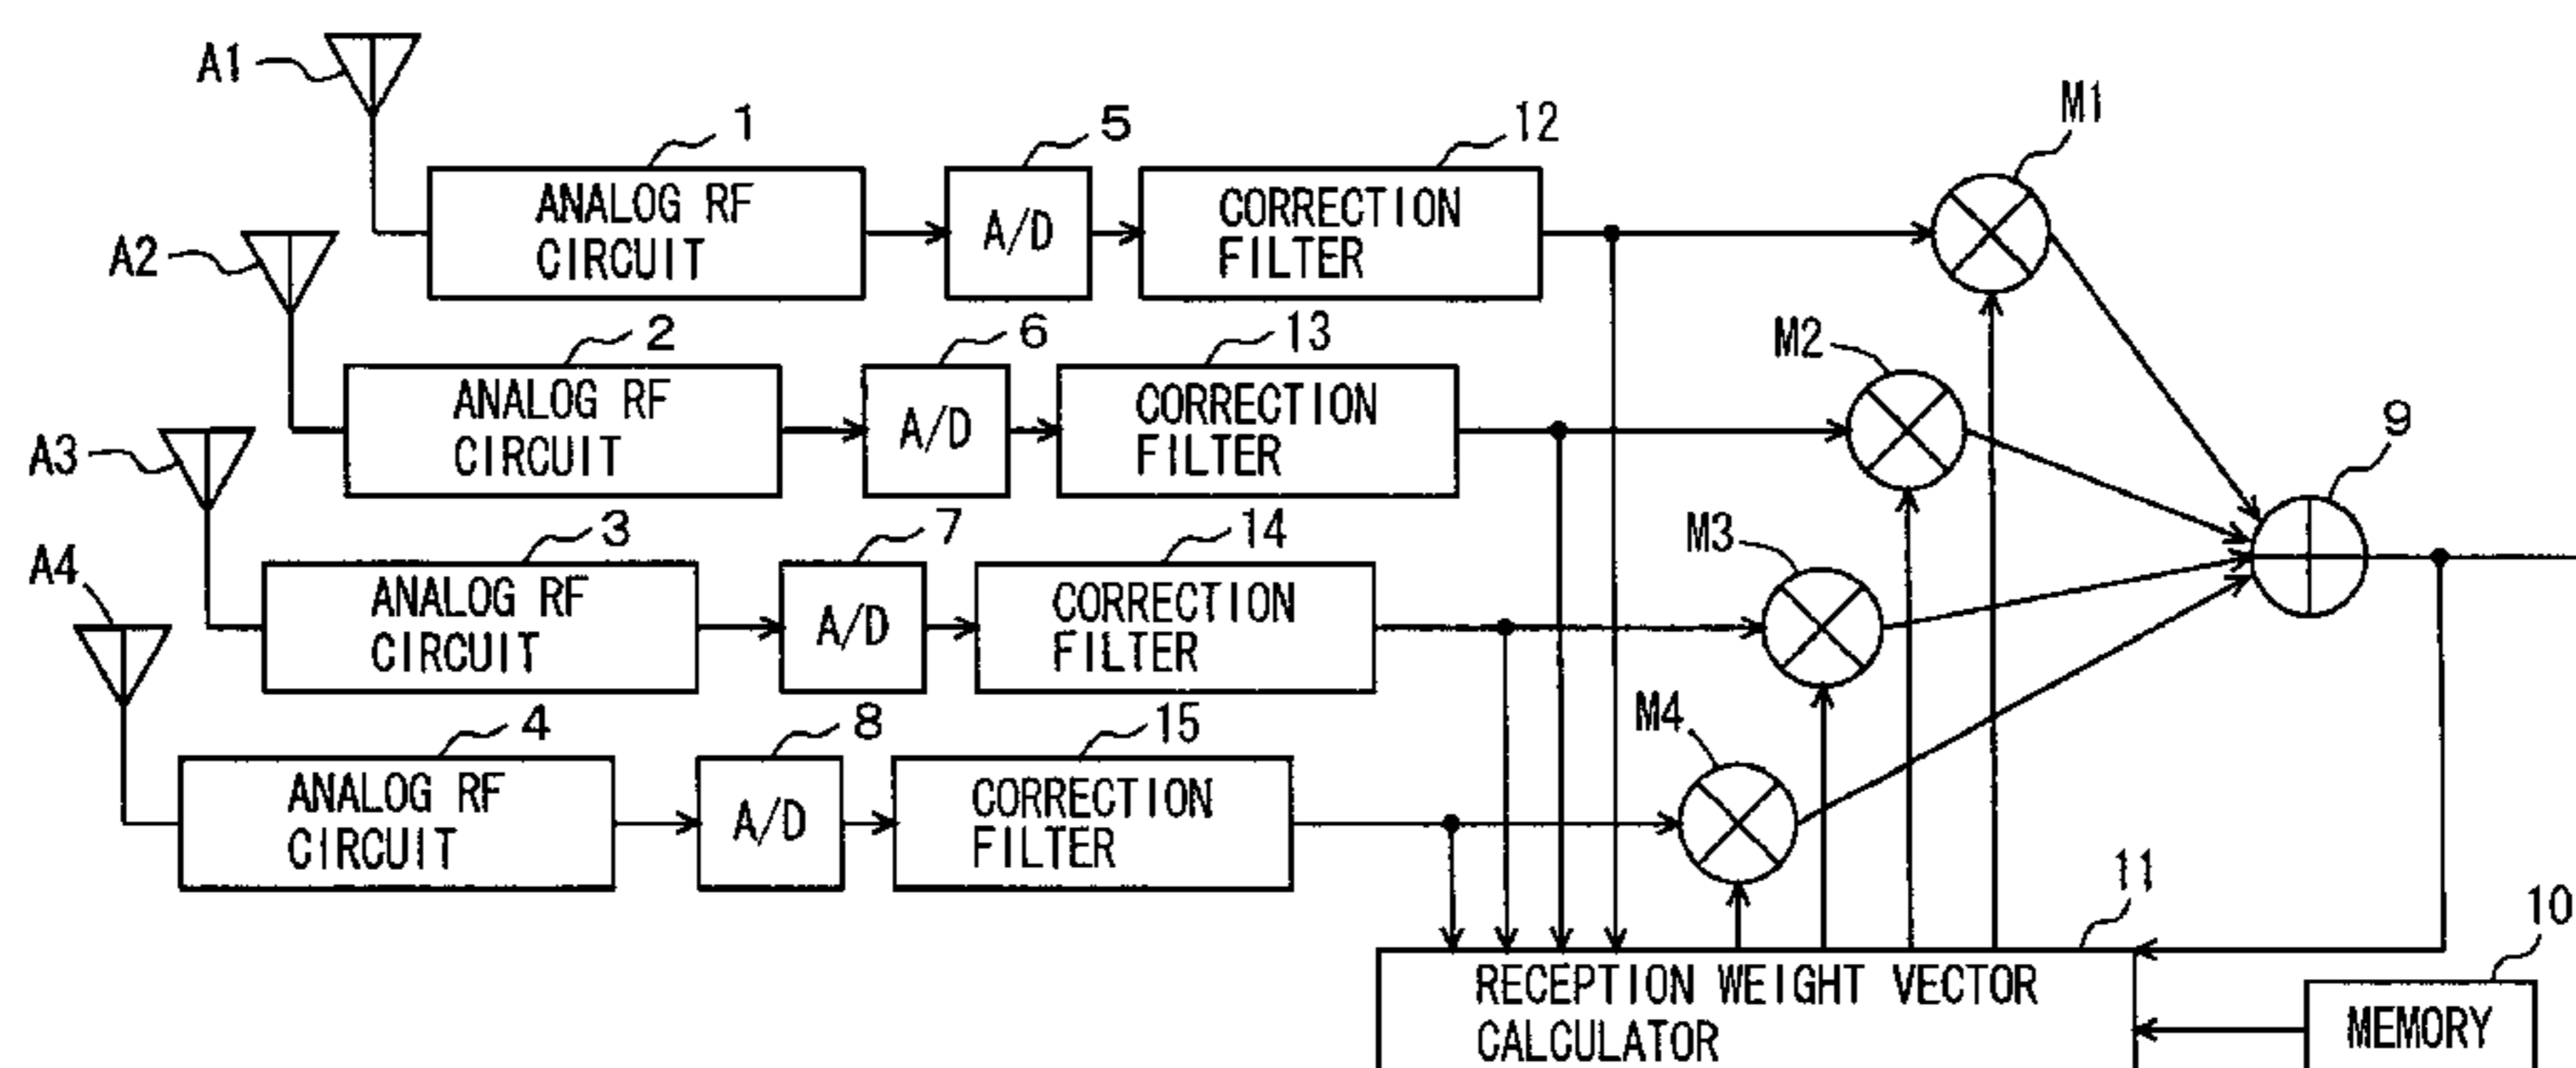 A1
1
5
12
M1
ANALOG RF
CIRCUIT
A/D
CORRECTION
FILTER
A2
2
6
13
M2
ANALOG RF
CIRCUIT
A/D
CORRECTION
FILTER
9
A3
3
7
14
M3
ANALOG RF
CIRCUIT
A/D
CORRECTION
FILTER
A4
4
8
15
M4
ANALOG RF
CIRCUIT
A/D
CORRECTION
FILTER
11
10
RECEPTION WEIGHT VECTOR
CALCULATOR
MEMORY